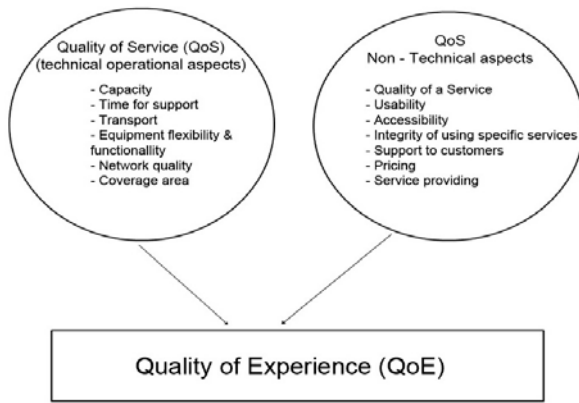 Quality of Service (QoS)
(technical operational aspects)
- Capacity
- Time for support
- Transport
- Equipment flexibility &
functionallity
- Network quality
- Coverage area
QoS
Non - Technical aspects
- Quality of a Service
- Usability
- Accessibility
- Integrity of using specific services
- Support to customers
- Pricing
- Service providing
Quality of Experience (QoE)